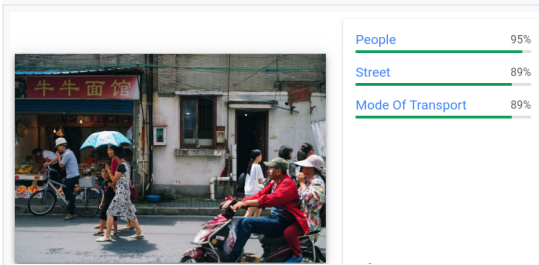 牛牛面馆
People 95%
Street 89%
Mode Of Transport 89%